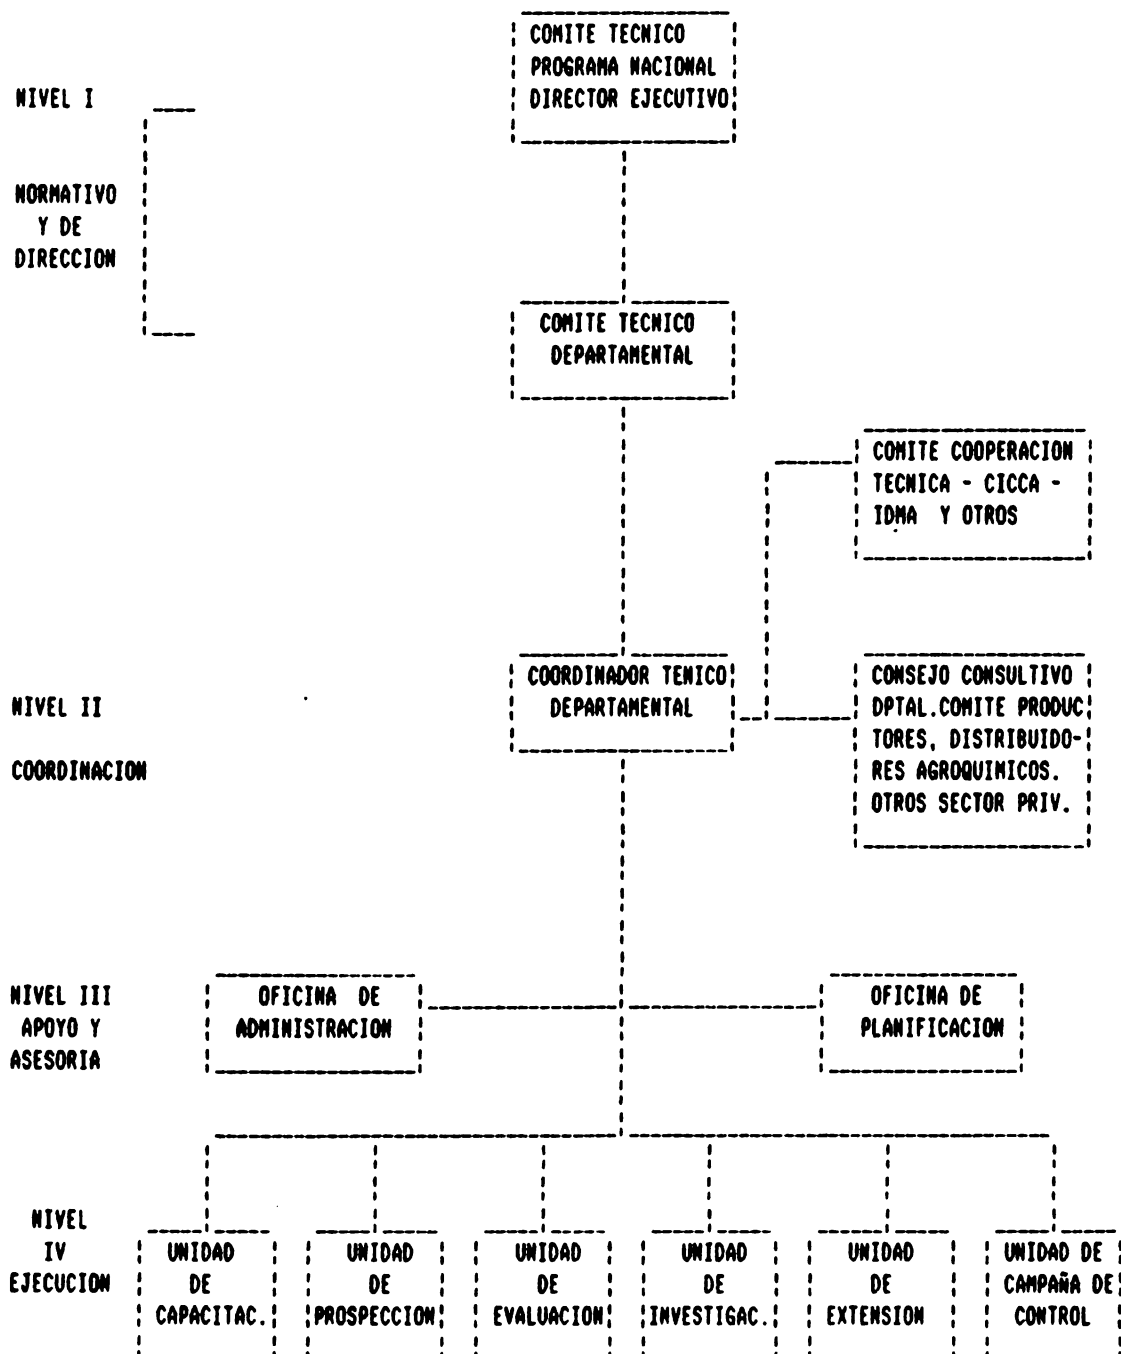 COMITE TECNICO
PROGRAMA NACIONAL
DIRECTOR EJECUTIVO
NIVEL I
NORMATIVO
Y DE
DIRECCION
COMITE TECNICO
DEPARTAMENTAL
COMITE COOPERACION
TECNICA - CICCA -
IDMA Y OTROS
COORDINADOR TENICO
DEPARTAMENTAL
NIVEL II
COORDINACION
CONSEJO CONSULTIVO
DPTAL.COMITE PRODUC
TORES, DISTRIBUIDO-
RES AGROQUIMICOS.
OTROS SECTOR PRIV.
NIVEL III
APOYO Y
ASESORIA
OFICINA DE
ADMINISTRACION
OFICINA DE
PLANIFICACION
NIVEL
IV
EJECUCION
UNIDAD
DE
CAPACITAC.
UNIDAD
DE
PROSPECCION
UNIDAD
DE
EVALUACION
UNIDAD
DE
INVESTIGAC.
UNIDAD
DE
EXTENSION
UNIDAD DE
CAMPAÑA DE
CONTROL